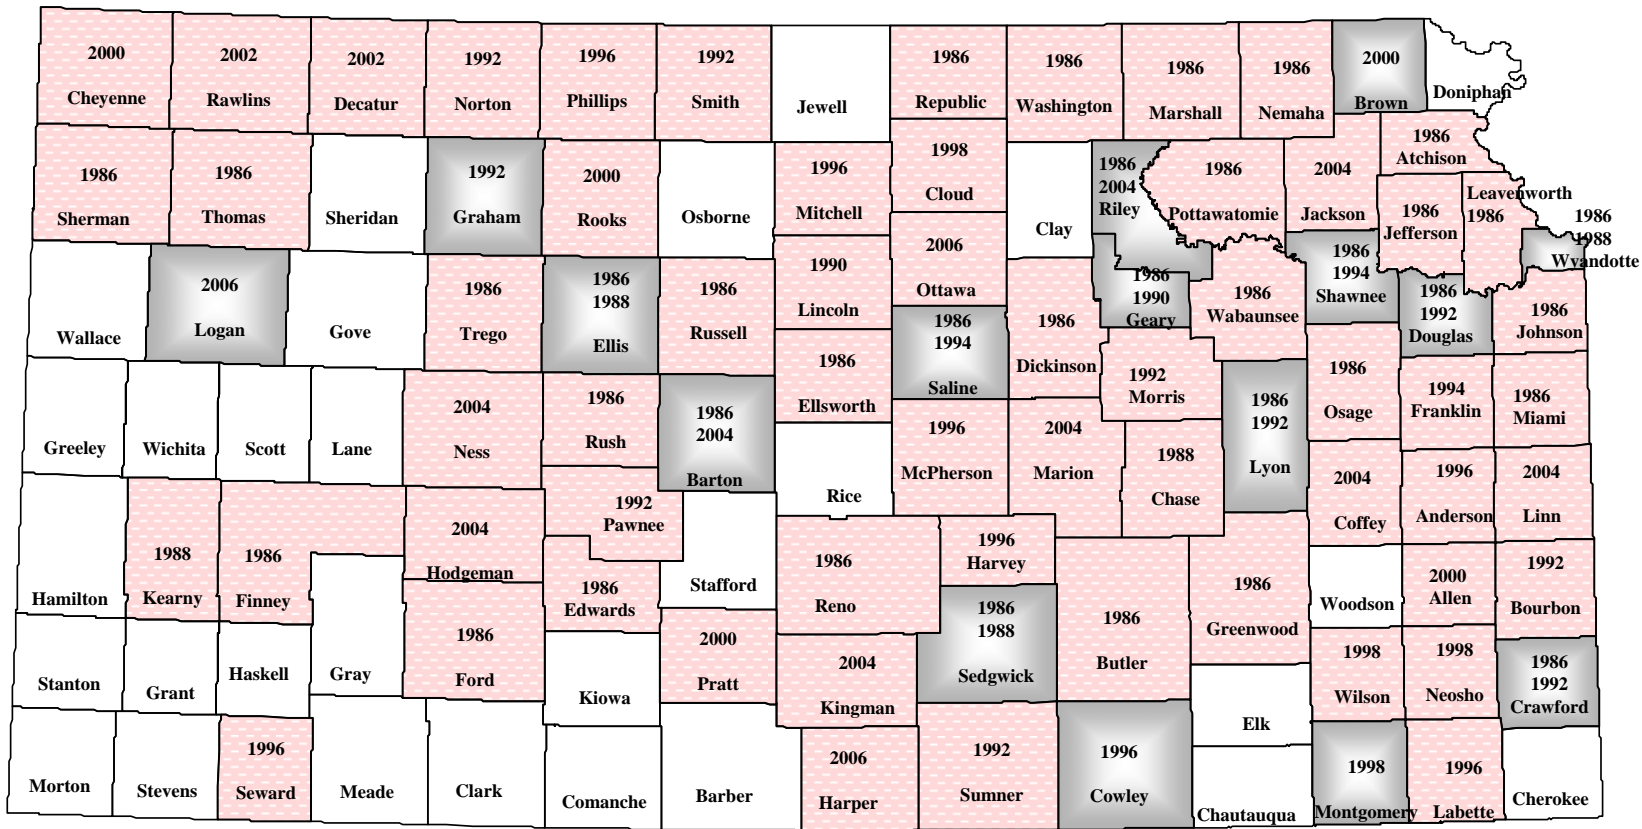 2000
Cheyenne
2002
Rawlins
2002
Decatur
1992
Norton
1996
Phillips
1992
Smith
Jewell
1986
Republic
1986
Washington
1986
Marshall
1986
Nemaha
2000
Brown
Doniphan
1986
Sherman
1986
Thomas
Sheridan
1992
Graham
2000
Rooks
Osborne
1996
Mitchell
1998
Cloud
Clay
1986
2004
Riley
1986
Pottawatomie
2004
Jackson
1986
Atchison
1986
Jefferson
Leavenworth
1986
1986
1988
Wyandotte
Wallace
2006
Logan
Gove
1986
Trego
1986
1988
Ellis
1986
Russell
1990
Lincoln
2006
Ottawa
1986
1994
Saline
1986
Dickinson
1986
1990
Geary
1986
Wabaunsee
1986
1994
Shawnee
1986
1992
Douglas
1986
Johnson
Greeley
Wichita
Scott
Lane
2004
Ness
1986
Rush
1986
2004
Barton
1986
Ellsworth
Rice
1996
McPherson
2004
Marion
1992
Morris
1988
Chase
1986
1992
Lyon
1986
Osage
1994
Franklin
1986
Miami
Hamilton
1988
Kearny
1986
Finney
2004
Hodgeman
1992
Pawnee
1986
Edwards
Stafford
1986
Reno
1996
Harvey
1986
1988
Sedgwick
1986
Butler
1986
Greenwood
2004
Coffey
1996
Anderson
2004
Linn
Woodson
2000
Allen
1992
Bourbon
Stanton
Grant
Haskell
Gray
1986
Ford
Kiowa
2000
Pratt
2004
Kingman
1998
Wilson
1998
Neosho
1986
1992
Crawford
Morton
Stevens
1996
Seward
Meade
Clark
Comanche
Barber
2006
Harper
1992
Sumner
1996
Cowley
Elk
Chautauqua
1998
Montgomery
1996
Labette
Cherokee